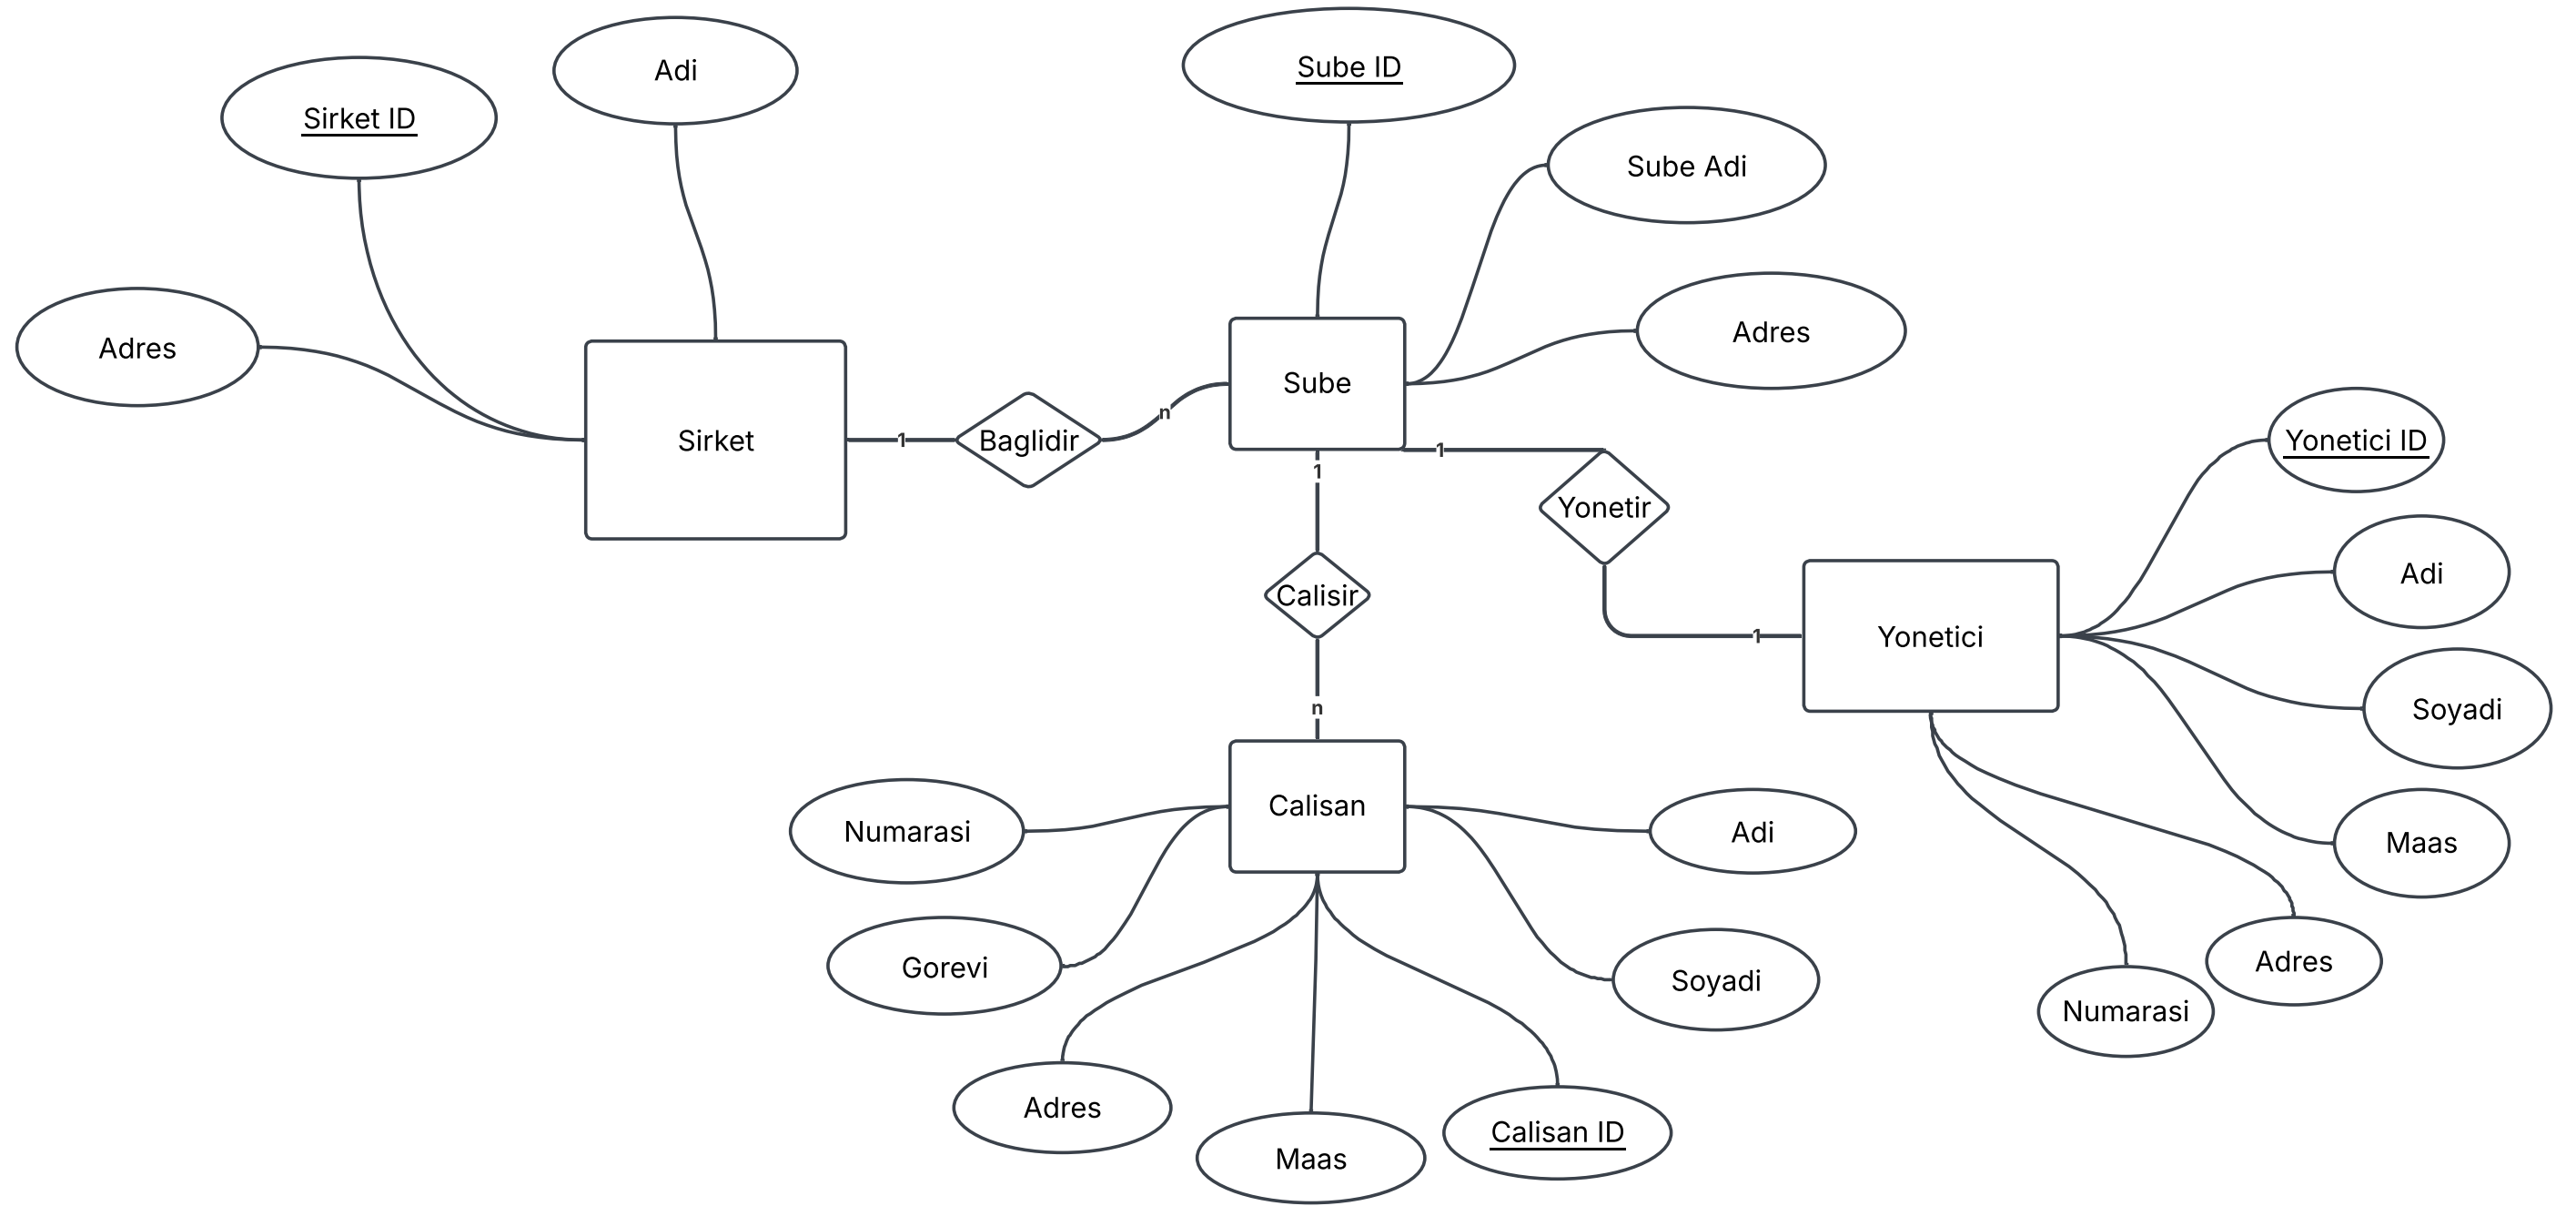 Sube ID
Adi
Sirket ID
Sube Adi
Adres
Adres
Sube
Sirket
1
Baglidir
n
1
1
Yonetir
Yonetici ID
Calisir
Adi
1
Yonetici
n
Soyadi
Calisan
Numarasi
Adi
Maas
Gorevi
Soyadi
Adres
Numarasi
Adres
Calisan ID
Maas